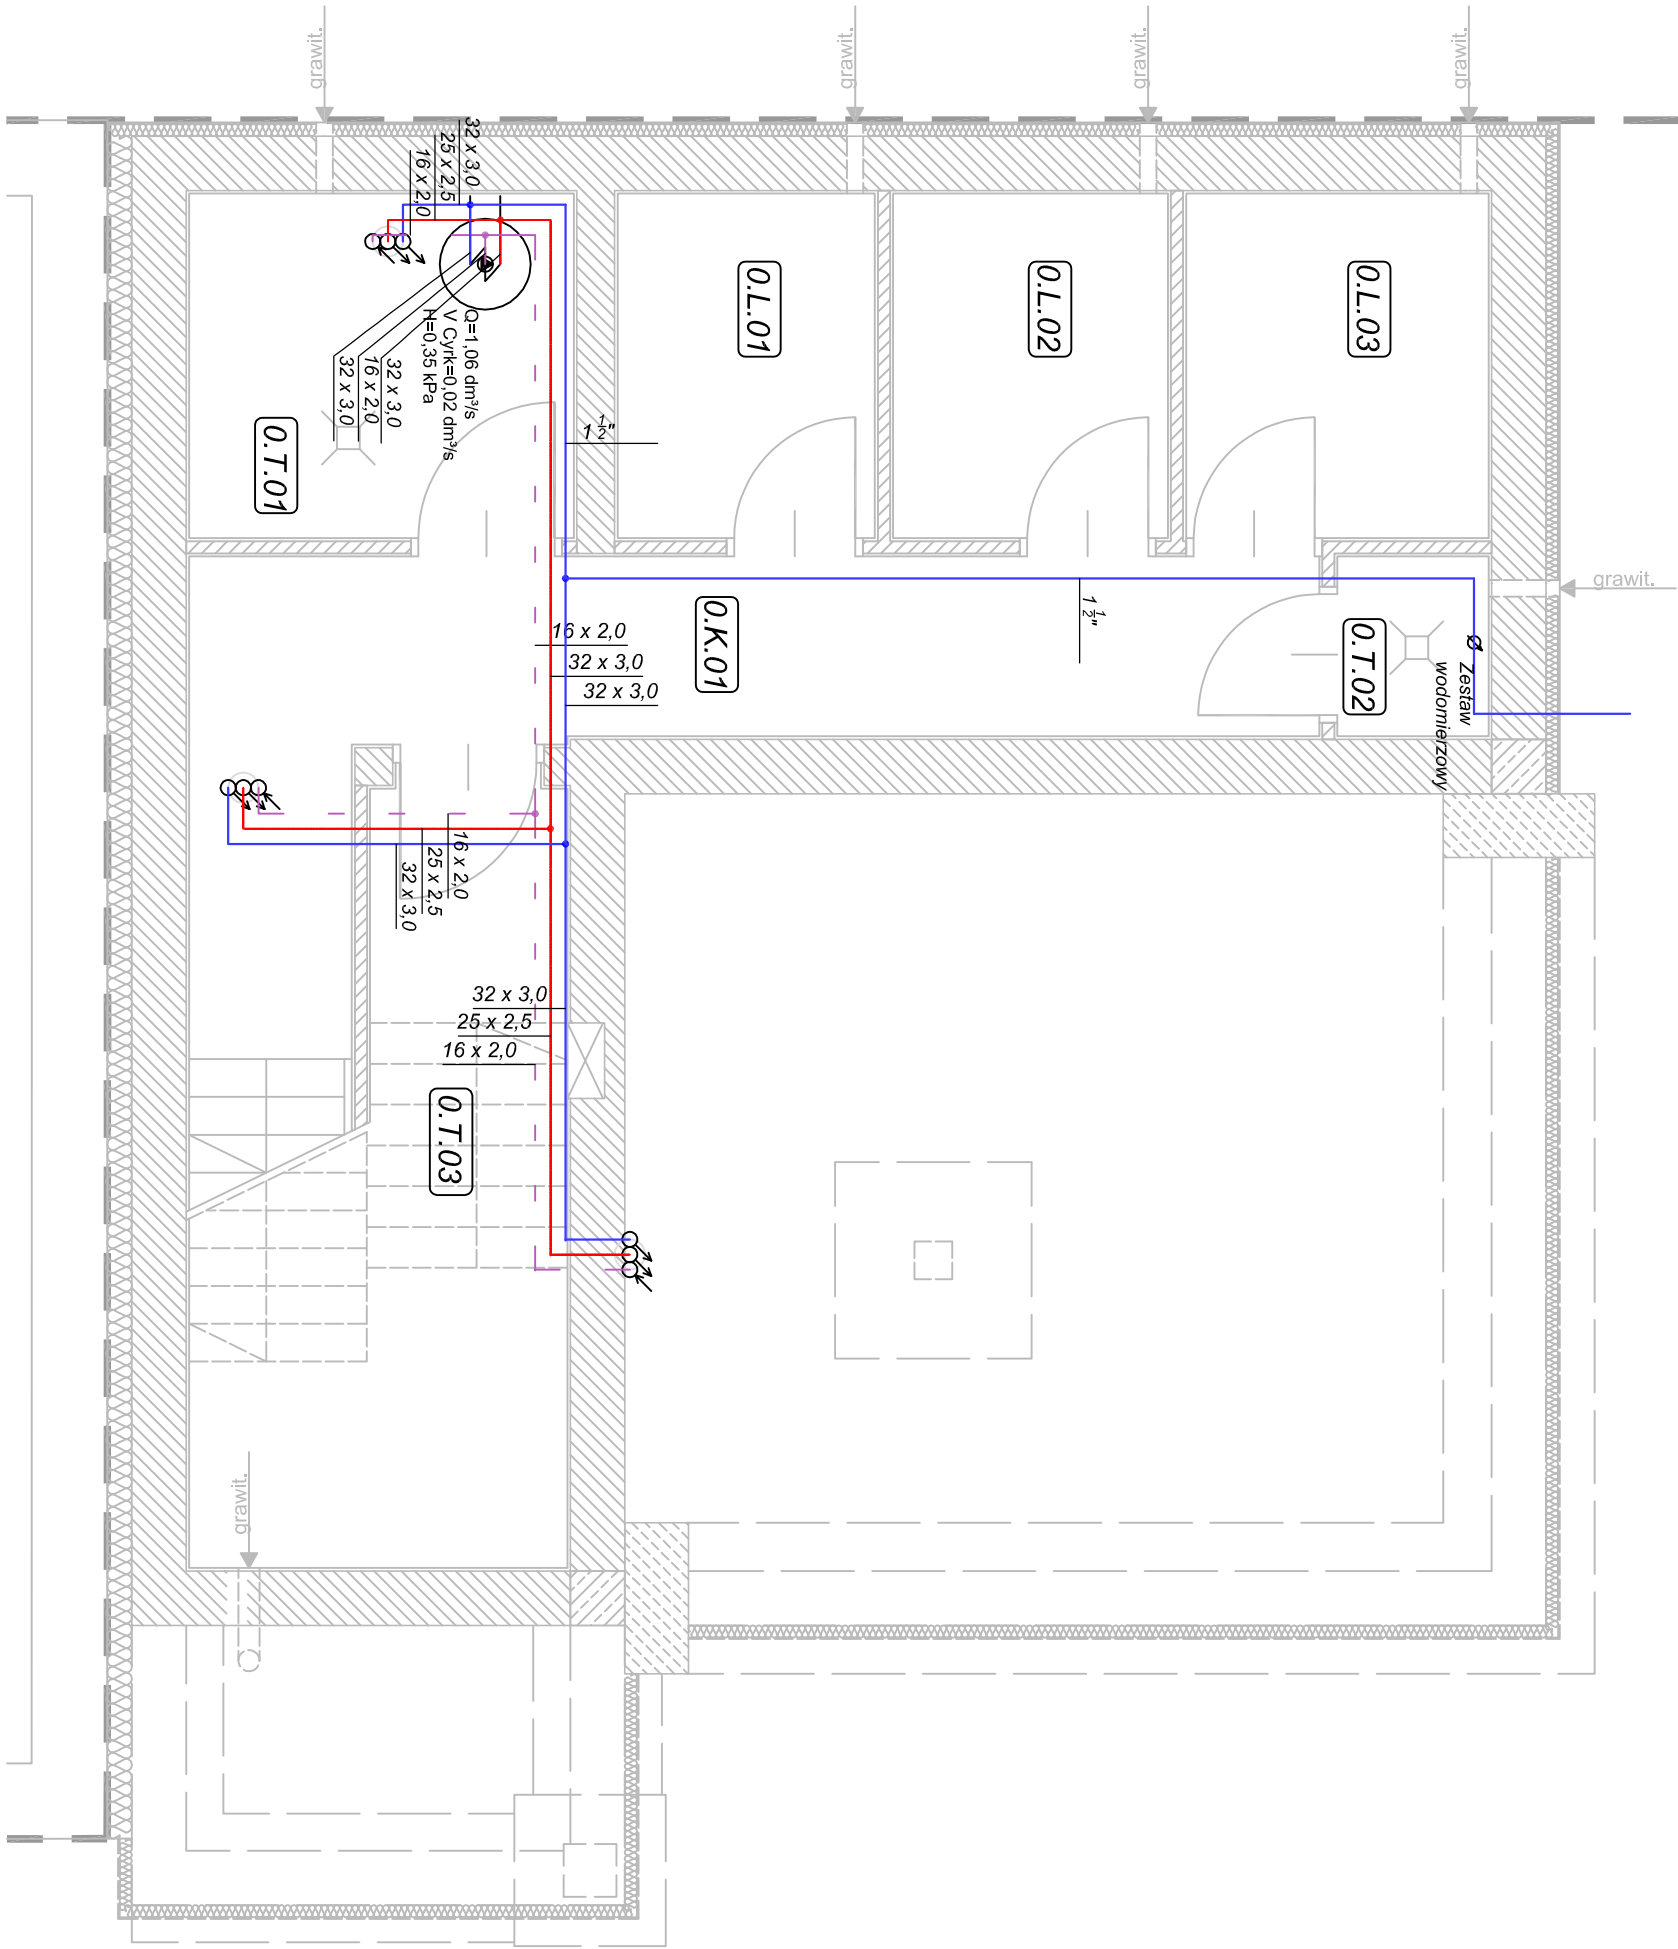 grawit.
grawit.
grawit.
grawit.
32 x 3,0
25 x 2,5
16 x 2,0
Q=1,06 dm³/s
V Cyrk=0,02 dm³/s
H=0,35 kPa
32 x 3,0
16 x 2,0
32 x 3,0
0.T.01
0.L.01
0.L.02
0.L.03
1 1/2"
grawit.
1 1/2"
0.K.01
0.T.02
Ø
Zestaw
wodomierzowy
16 x 2,0
32 x 3,0
32 x 3,0
16 x 2,0
25 x 2,5
32 x 3,0
32 x 3,0
25 x 2,5
16 x 2,0
0.T.03
grawit.